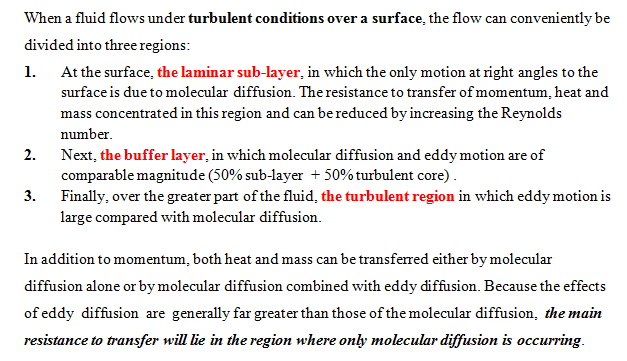 When a fluid flows under turbulent conditions over a surface, the flow can conveniently be
divided into three regions:
1. At the surface, the laminar sub-layer, in which the only motion at right angles to the
surface is due to molecular diffusion. The resistance to transfer of momentum, heat and
mass concentrated in this region and can be reduced by increasing the Reynolds
number.
2. Next, the buffer layer, in which molecular diffusion and eddy motion are of
comparable magnitude (50% sub-layer + 50% turbulent core) .
3. Finally, over the greater part of the fluid, the turbulent region in which eddy motion is
large compared with molecular diffusion.
In addition to momentum, both heat and mass can be transferred either by molecular
diffusion alone or by molecular diffusion combined with eddy diffusion. Because the effects
of eddy diffusion are generally far greater than those of the molecular diffusion, the main
resistance to transfer will lie in the region where only molecular diffusion is occurring.